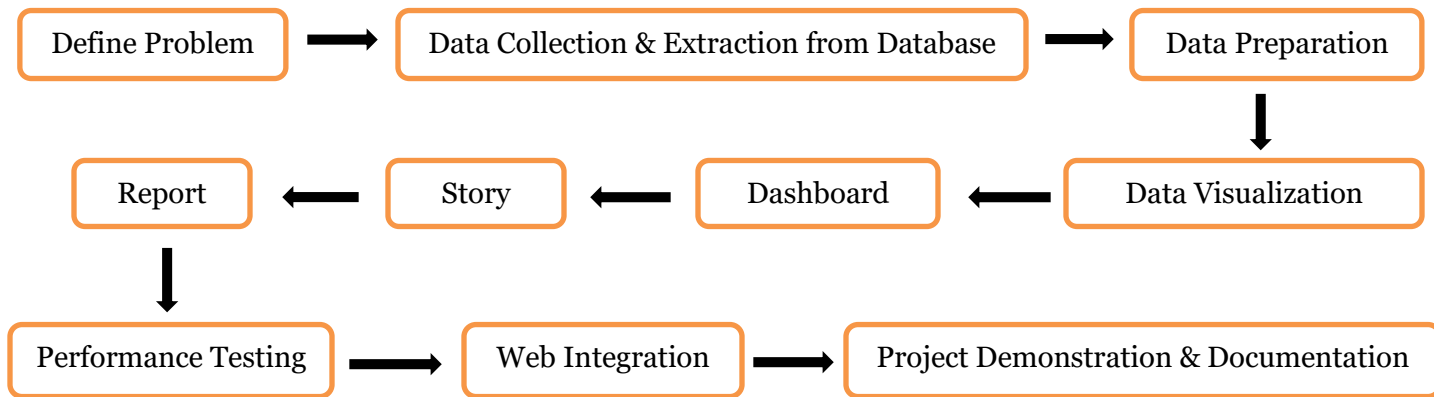 Define Problem
Data Collection & Extraction from Database
Data Preparation
Data Visualization
Dashboard
Story
Report
Performance Testing
Web Integration
Project Demonstration & Documentation